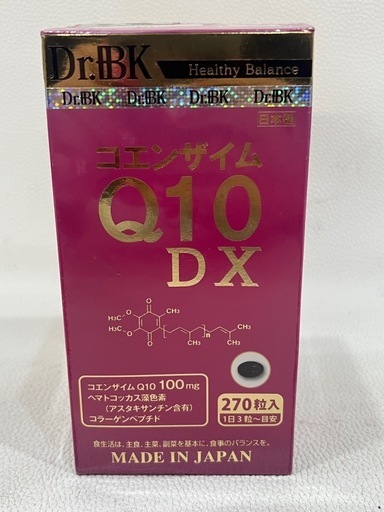 Dr.BK
Healthy Balance
Dr.BK Dr.BK Dr.BK Dr.BK
日本製
コエンザイム
Q10
DX
H₃CO
H₃CO
O
O
CH₃
CH₃
CH₃
CH₃
n
コエンザイム Q10 100mg
ヘマトコッカス藻色素
(アスタキサンチン含有)
コラーゲンペプチド
270粒入
1日3粒～目安
食生活は、主食、主菜、副菜を基本に、食事のバランスを。
MADE IN JAPAN